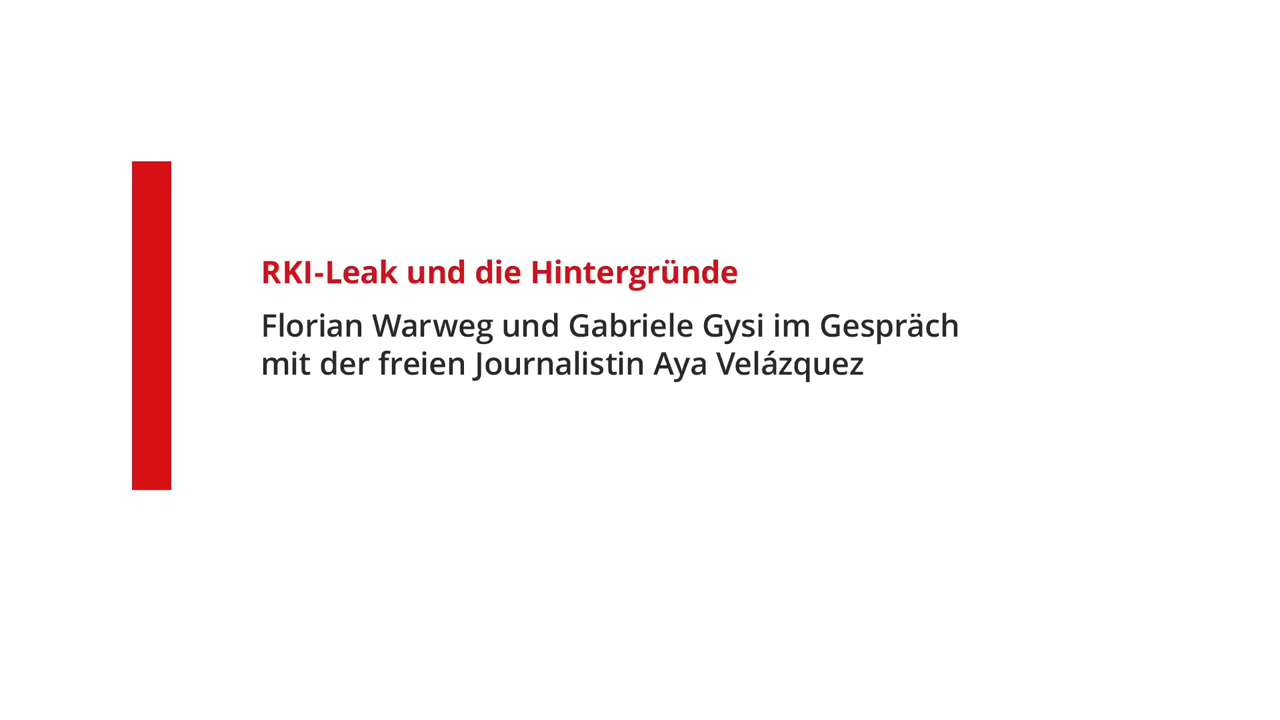 RKI-Leak und die Hintergründe
Florian Warweg und Gabriele Gysi im Gespräch
mit der freien Journalistin Aya Velázquez